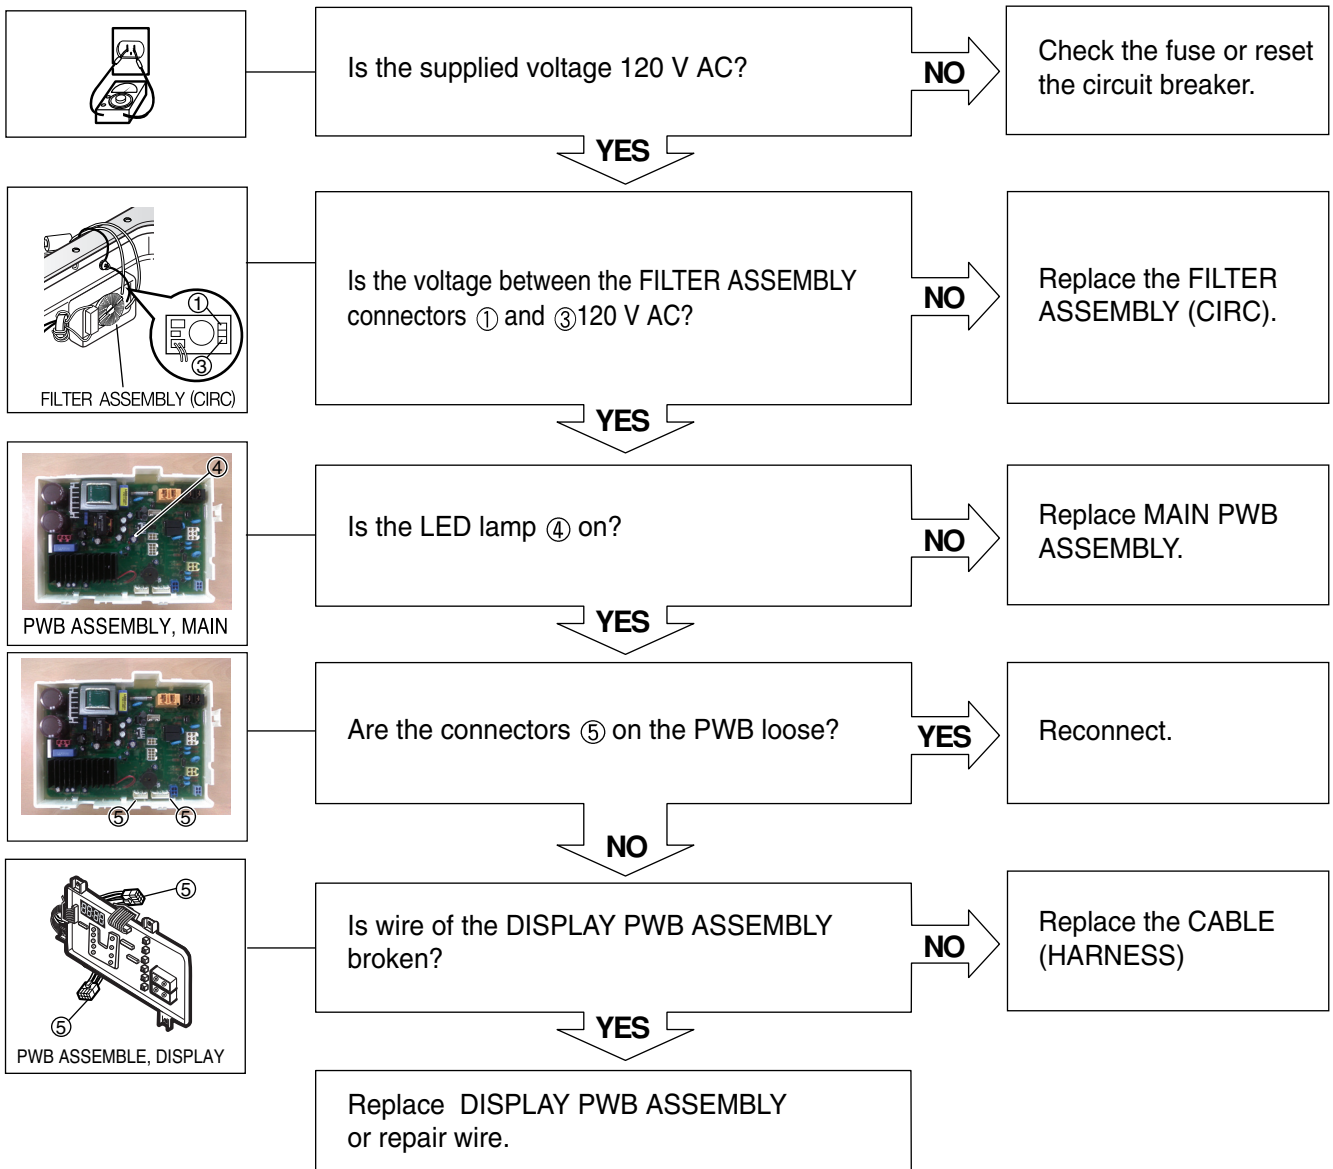 Is the supplied voltage 120 V AC?
NO
Check the fuse or reset
the circuit breaker.
YES
①
③
FILTER ASSEMBLY (CIRC)
Is the voltage between the FILTER ASSEMBLY
connectors ① and ③120 V AC?
NO
Replace the FILTER
ASSEMBLY (CIRC).
YES
④
PWB ASSEMBLY, MAIN
Is the LED lamp ④ on?
NO
Replace MAIN PWB
ASSEMBLY.
YES
⑤ ⑤
Are the connectors ⑤ on the PWB loose?
YES
Reconnect.
NO
⑤
⑤
PWB ASSEMBLE, DISPLAY
Is wire of the DISPLAY PWB ASSEMBLY
broken?
NO
Replace the CABLE
(HARNESS)
YES
Replace DISPLAY PWB ASSEMBLY
or repair wire.